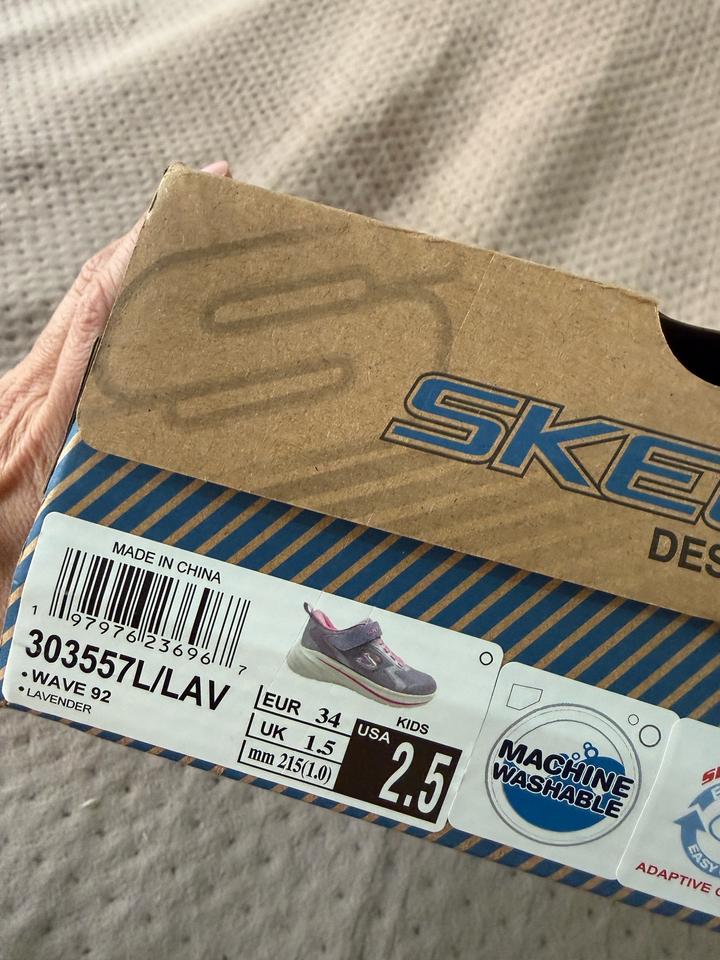 SKE
DES
MADE IN CHINA
1 97976 23696 7
303557L/LAV
• WAVE 92
• LAVENDER
EUR 34
UK 1.5
mm 215(1.0)
KIDS
USA
2.5
MACHINE
WASHABLE
EASY
ADAPTIVE